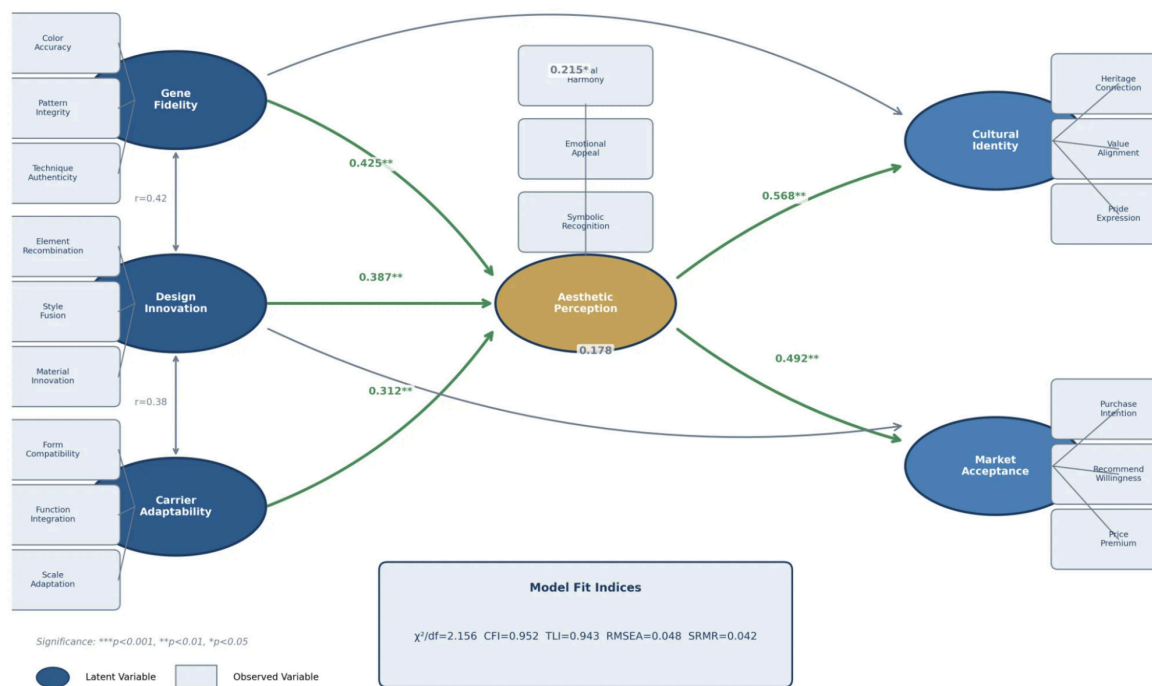 Color
Accuracy
Pattern
Integrity
Technique
Authenticity
Element
Recombination
Style
Fusion
Material
Innovation
Form
Compatibility
Function
Integration
Scale
Adaptation
Gene
Fidelity
r=0.42
Design
Innovation
r=0.38
Carrier
Adaptability
0.425**
0.387**
0.312**
0.215*
Harmony
Emotional
Appeal
Symbolic
Recognition
Aesthetic
Perception
0.178
0.568**
0.492**
Cultural
Identity
Heritage
Connection
Value
Alignment
Pride
Expression
Market
Acceptance
Purchase
Intention
Recommend
Willingness
Price
Premium
Model Fit Indices
χ²/df=2.156 CFI=0.952 TLI=0.943 RMSEA=0.048 SRMR=0.042
Significance: ***p<0.001, **p<0.01, *p<0.05
Latent Variable
Observed Variable